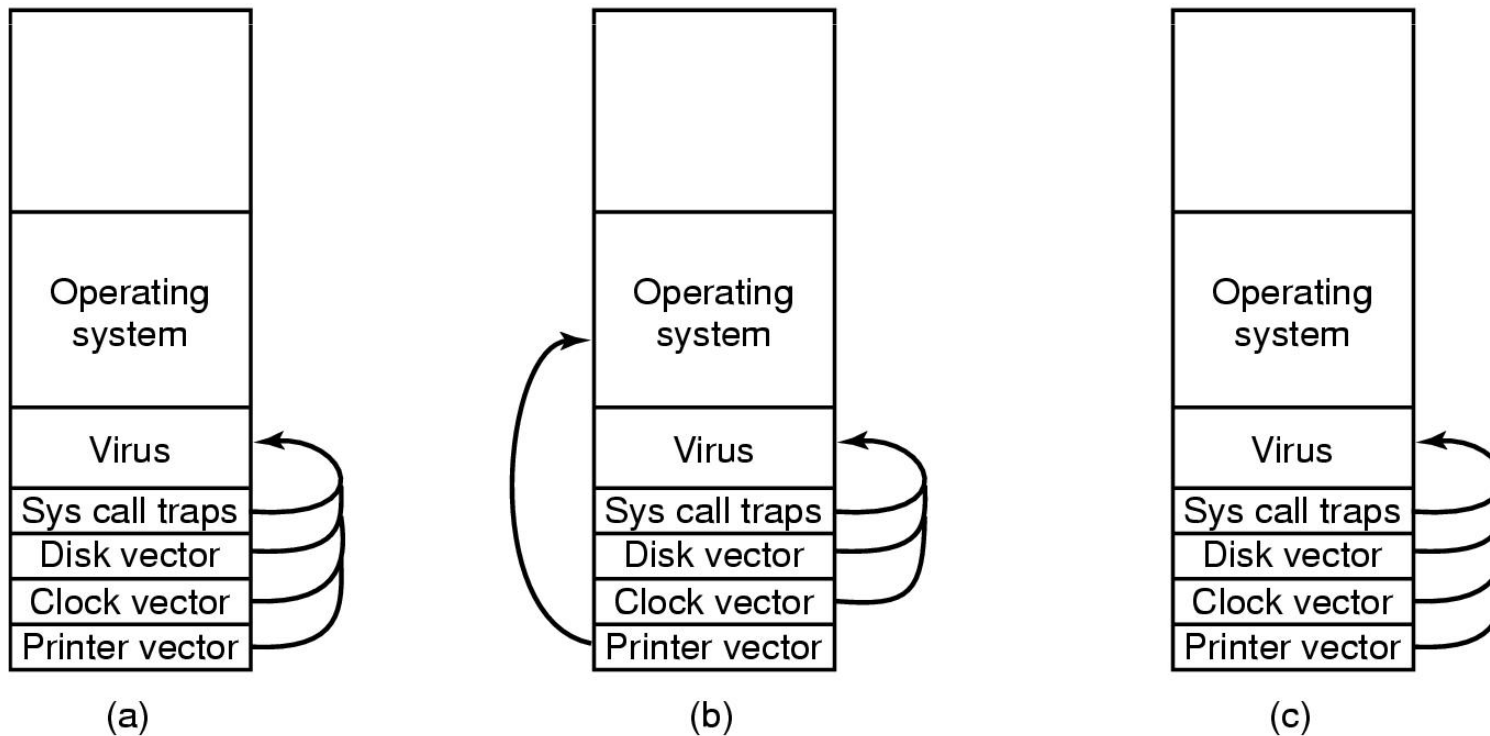 Operating
system
Virus
Sys call traps
Disk vector
Clock vector
Printer vector
(a)
Operating
system
Virus
Sys call traps
Disk vector
Clock vector
Printer vector
(b)
Operating
system
Virus
Sys call traps
Disk vector
Clock vector
Printer vector
(c)